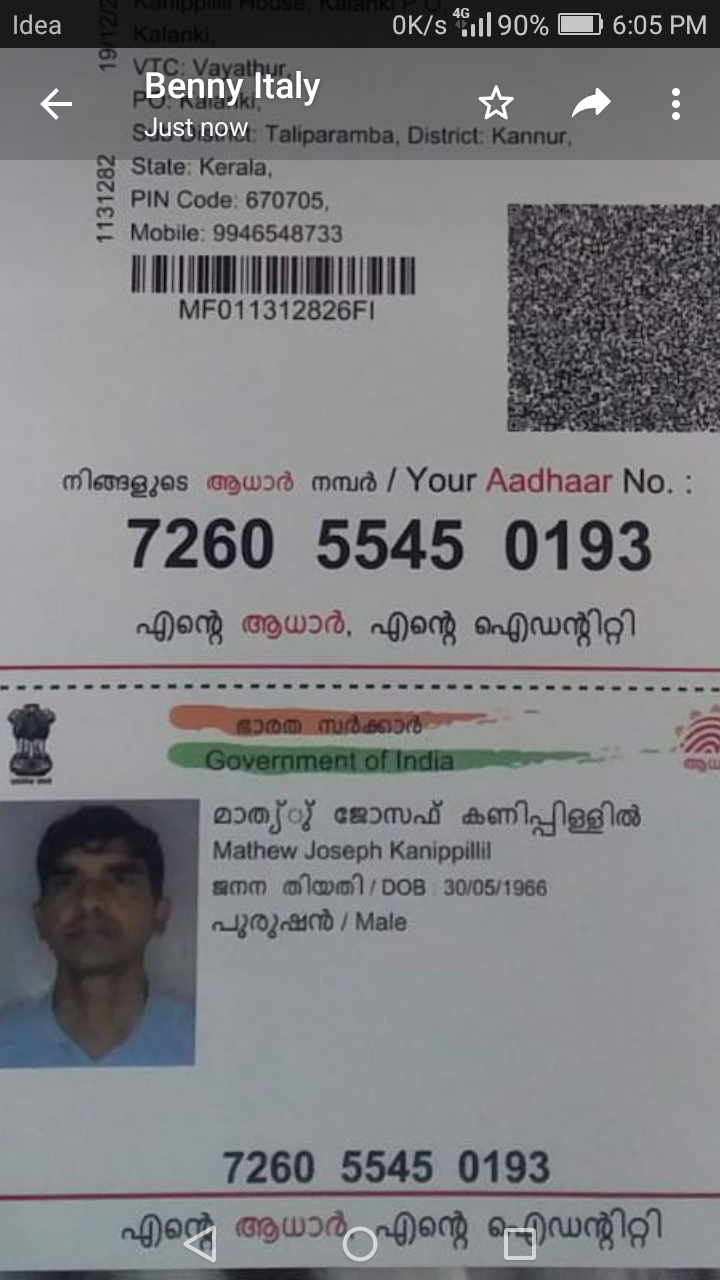 Idea 0K/s 4G 90% 6:05 PM
Benny Italy
Just now
19/12/2
Kanippillil House, Kalanki P O,
Kalanki,
VTC: Vayathur,
PO: Kalanki,
Sub District: Taliparamba, District: Kannur,
State: Kerala,
PIN Code: 670705,
Mobile: 9946548733
1131282
MF011312826FI
നിങ്ങളുടെ ആധാർ നമ്പർ / Your Aadhaar No. :
7260 5545 0193
എന്റെ ആധാർ, എന്റെ ഐഡന്റിറ്റി
ഭാരത സർക്കാർ
Government of India
ആധാ
മാത്യ്ു് ജോസഫ് കണിപ്പിള്ളിൽ
Mathew Joseph Kanippillil
ജനന തിയതി / DOB : 30/05/1966
പുരുഷൻ / Male
7260 5545 0193
എന്റെ ആധാർ, എന്റെ ഐഡന്റിറ്റി